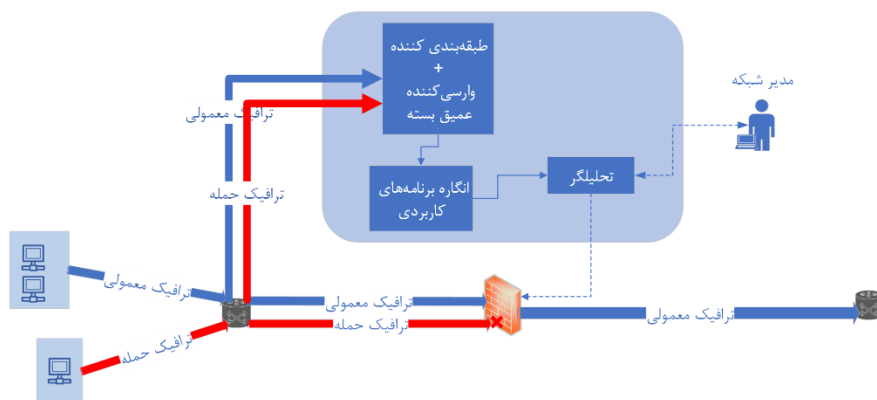 طبقه‌بندی کننده
+
وارسی‌کننده
عمیق بسته
مدیر شبکه
ترافیک معمولی
ترافیک حمله
انگاره برنامه‌های
کاربردی
تحلیلگر
ترافیک معمولی
ترافیک معمولی
ترافیک معمولی
ترافیک حمله
ترافیک حمله